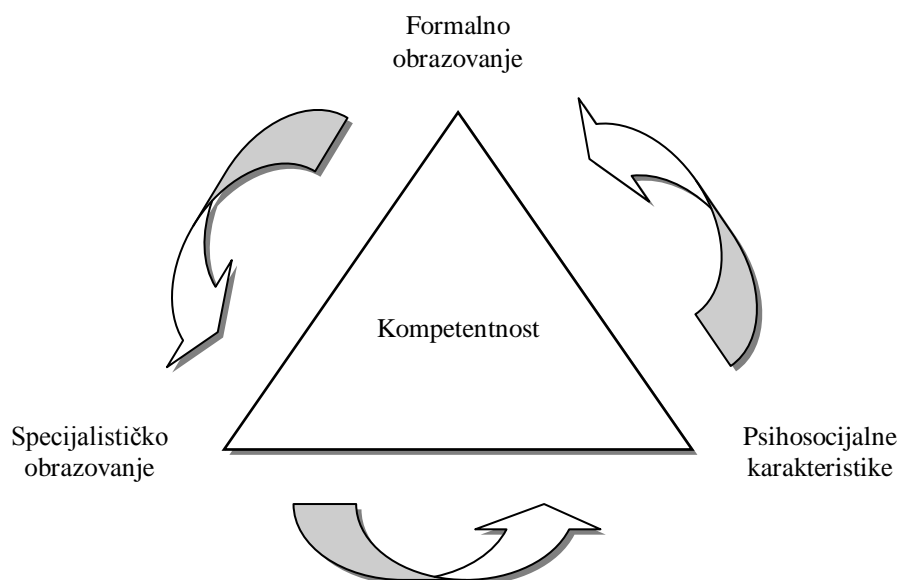 Formalno
obrazovanje
Kompetentnost
Specijalističko
obrazovanje
Psihosocijalne
karakteristike